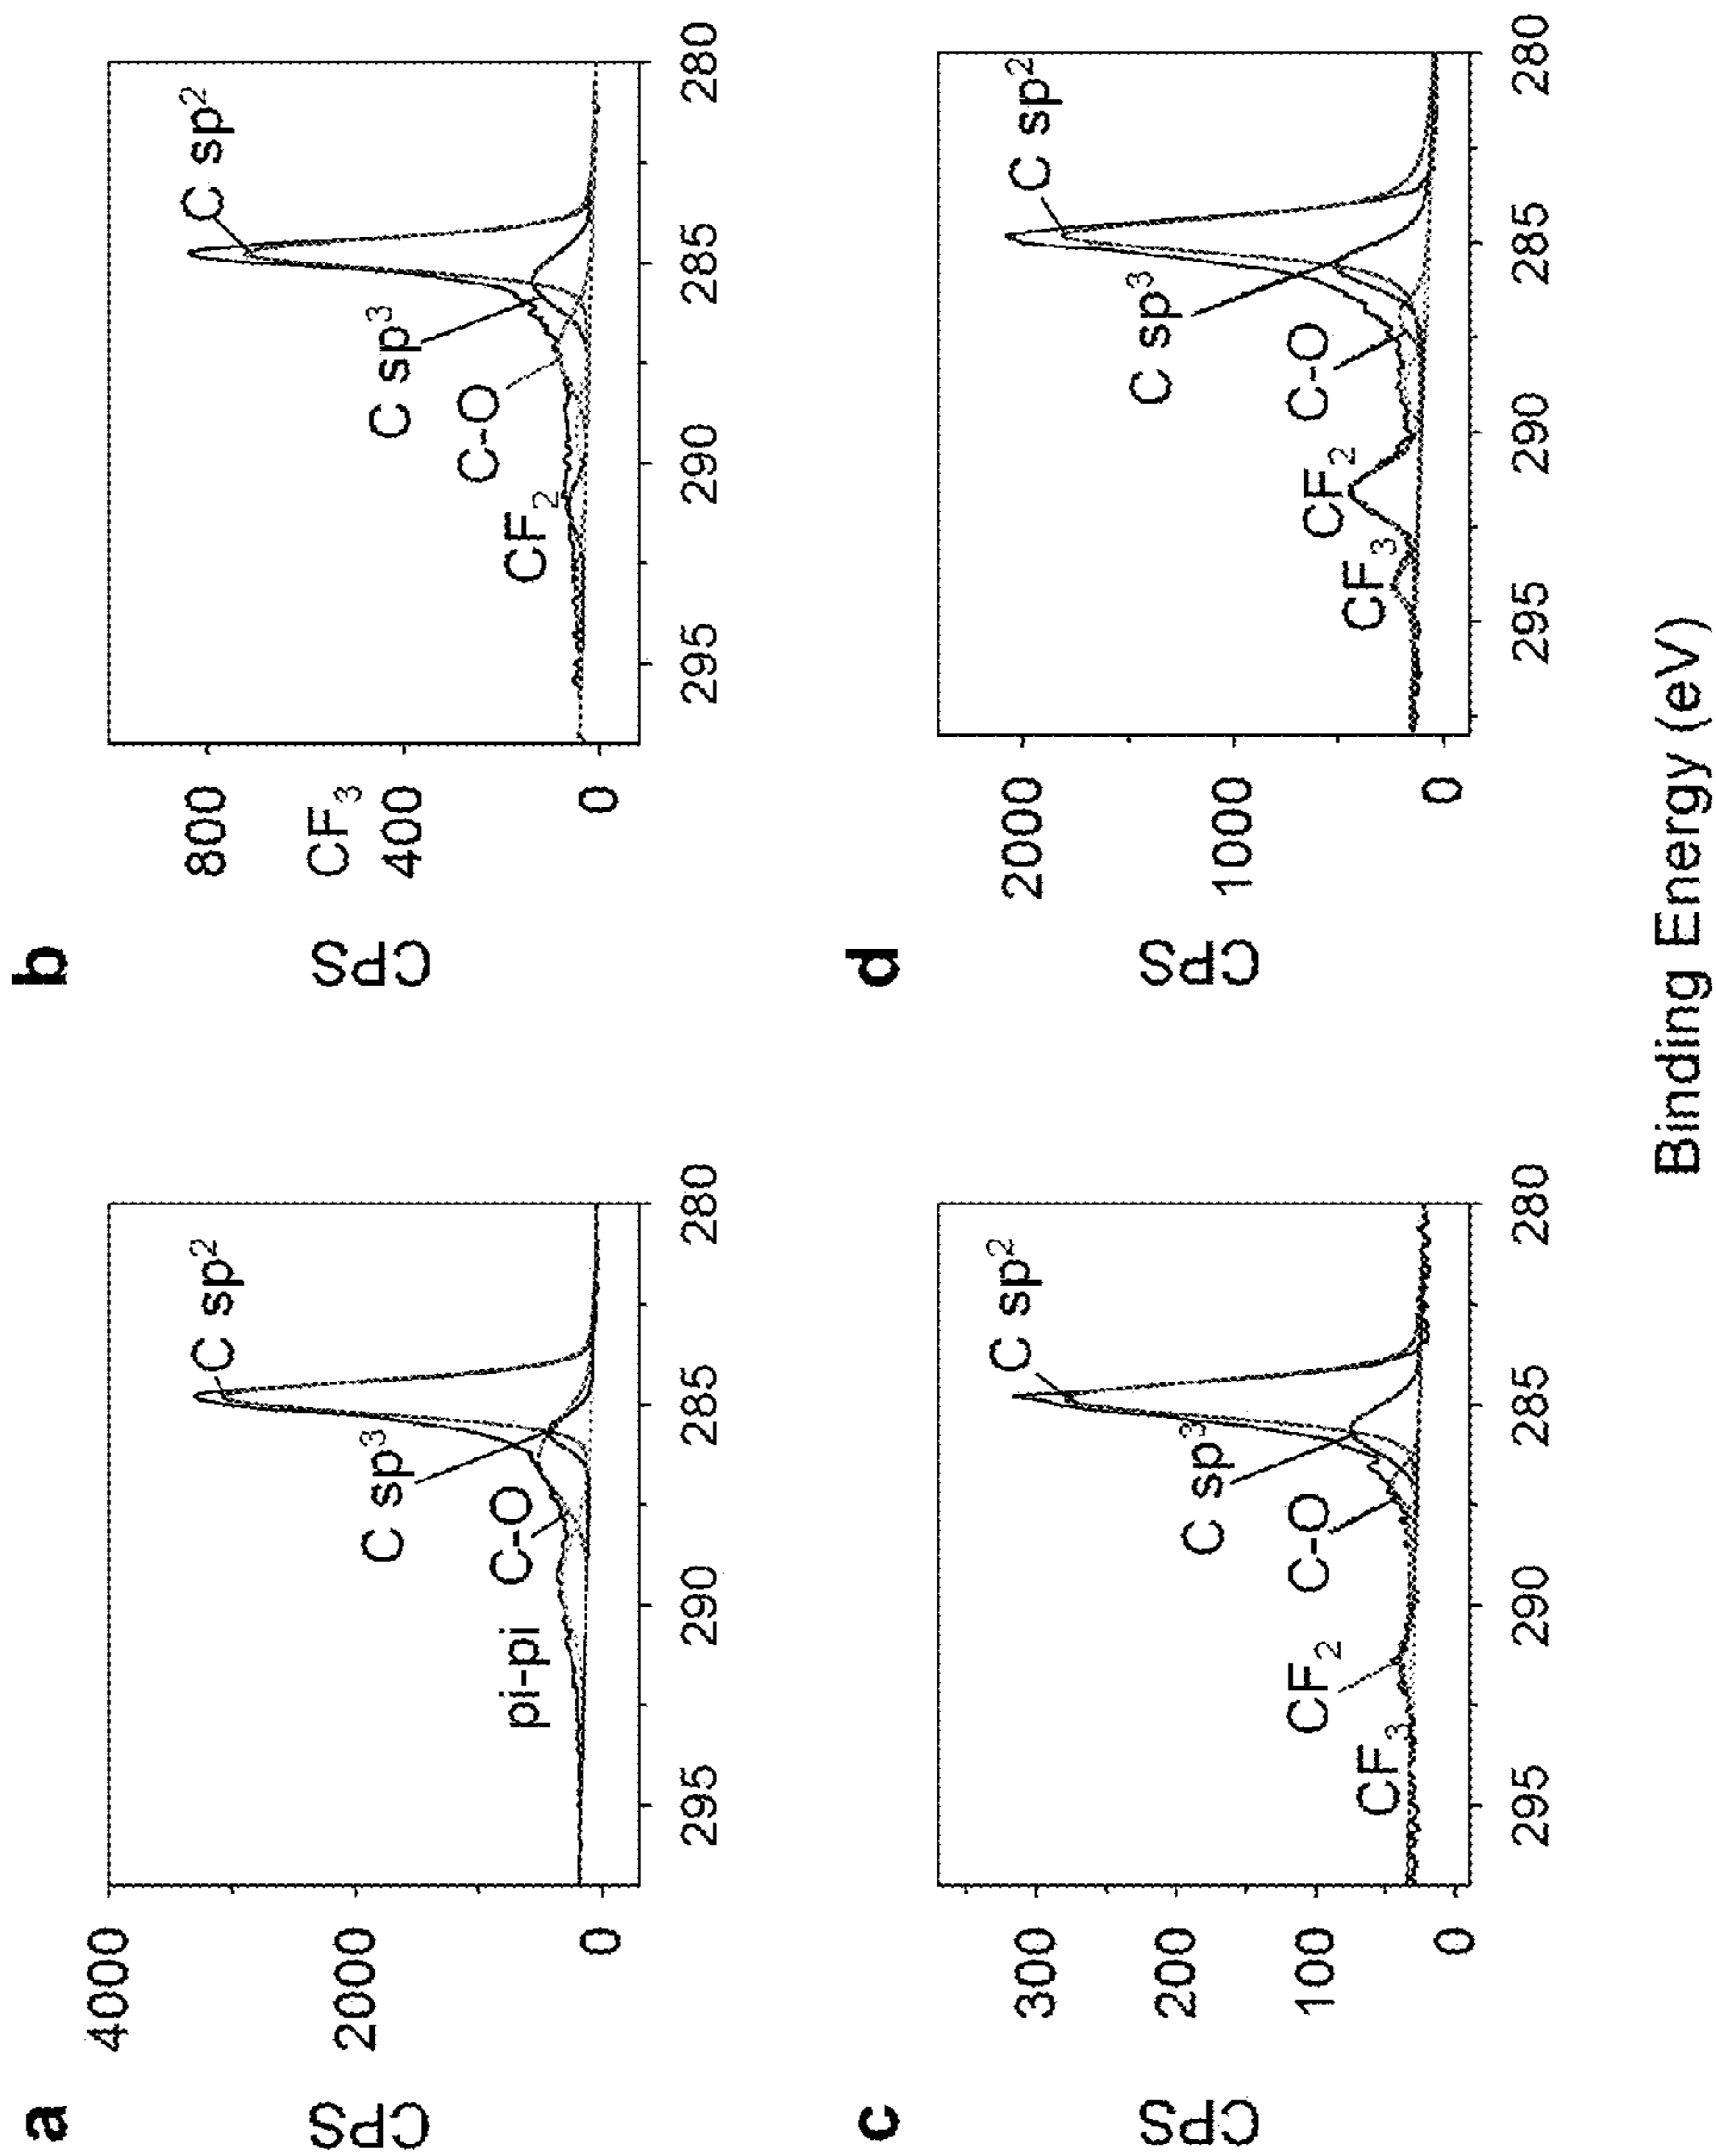 a
CPS
4000
2000
0
C sp²
C sp³
C-O
pi-pi
295
290
285
280
b
CPS
800
CF₃
400
0
C sp²
C sp³
C-O
CF₂
295
290
285
280
c
CPS
300
200
100
0
C sp²
C sp³
C-O
CF₂
CF₃
295
290
285
280
d
CPS
2000
1000
0
C sp²
C sp³
C-O
CF₂
CF₃
295
290
285
280
Binding Energy (eV)